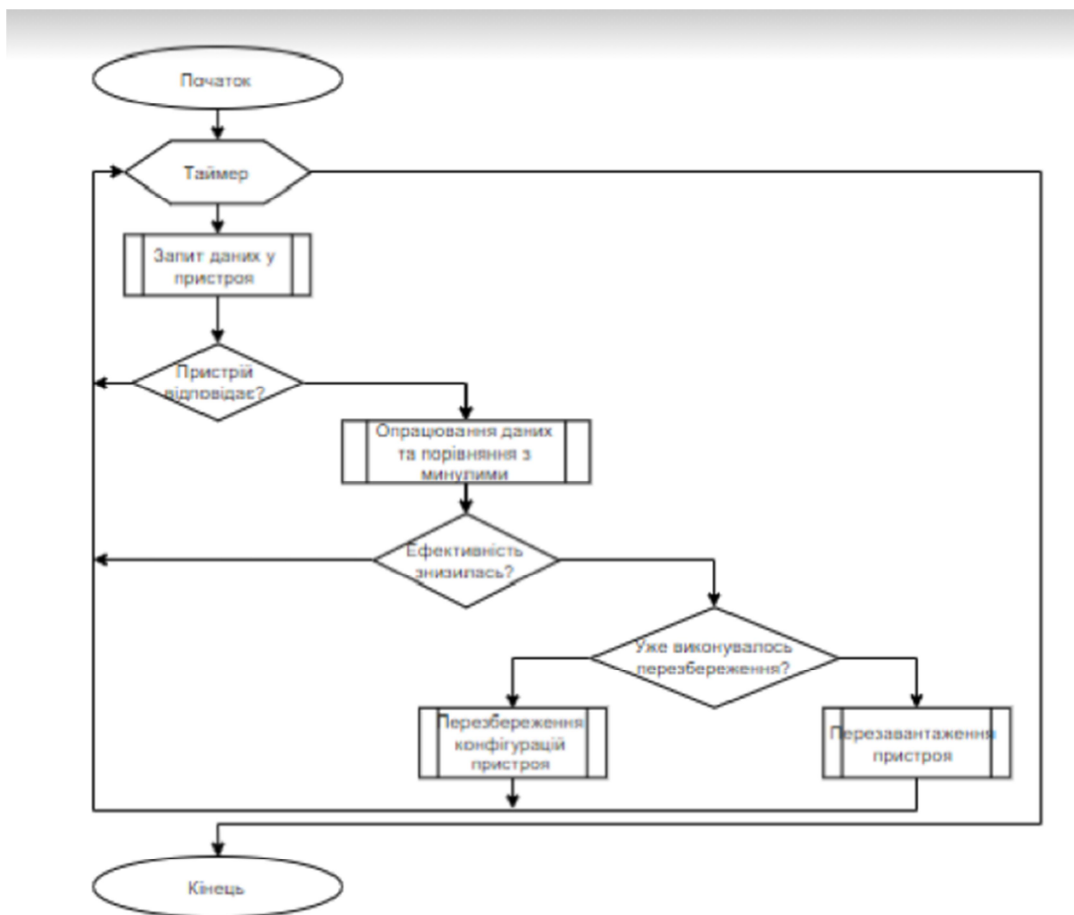 Початок
Таймер
Запит даних у
пристроя
Пристрій
відповідає?
Опрацювання даних
та порівняння з
минулими
Ефективність
знизилась?
Уже виконувалось
перезбереження?
Перезбереження
конфігурацій
пристроя
Перезавантаження
пристроя
Кінець